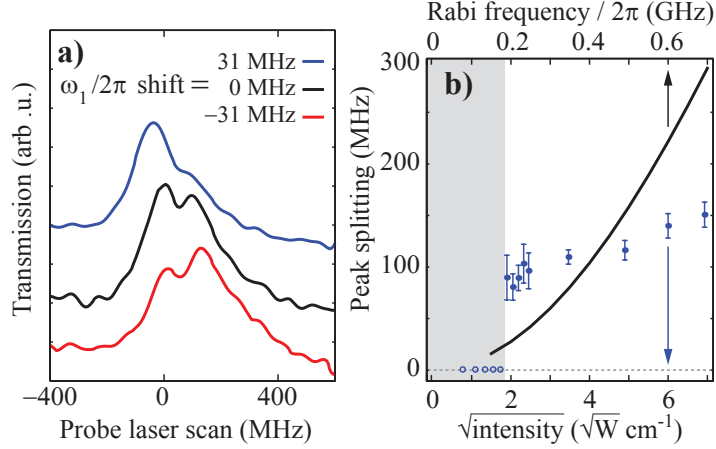 a)
ω₁/2π shift =
31 MHz
0 MHz
−31 MHz
Transmission (arb .u.)
−400
0
400
Probe laser scan (MHz)
Rabi frequency / 2π (GHz)
0
0.2
0.4
0.6
b)
Peak splitting (MHz)
300
200
100
0
0
2
4
6
√intensity (√W cm⁻¹)